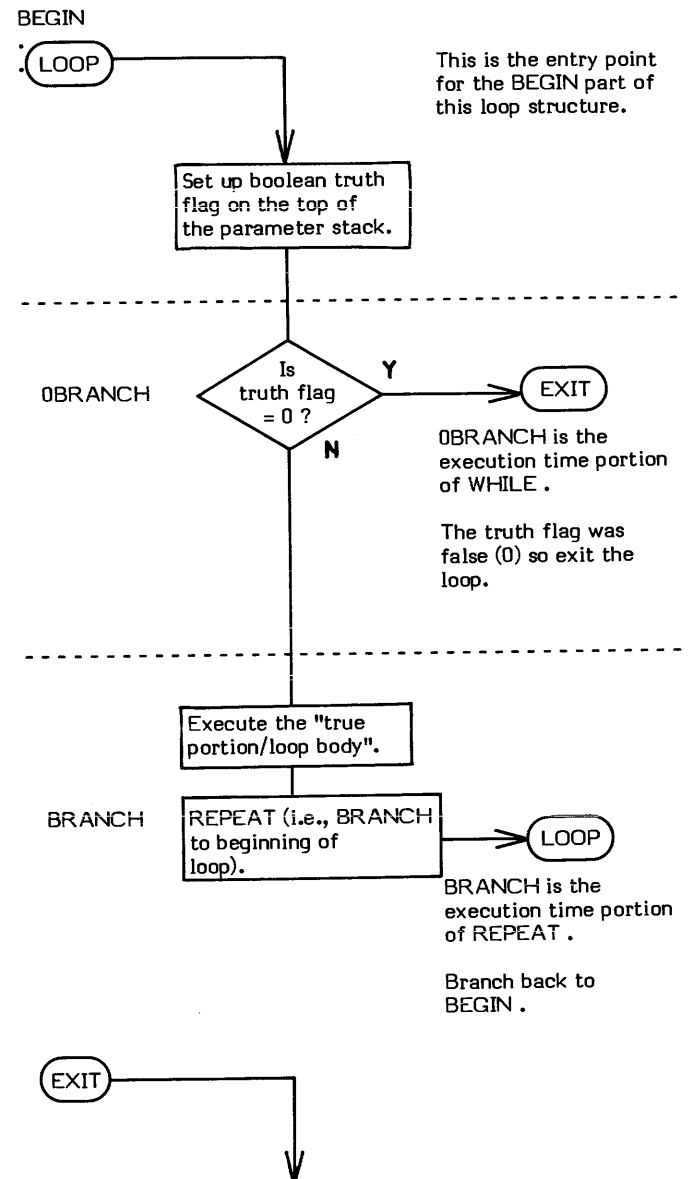 BEGIN
LOOP
This is the entry point
for the BEGIN part of
this loop structure.
Set up boolean truth
flag on the top of
the parameter stack.
0BRANCH
Is
truth flag
= 0 ?
Y
N
EXIT
0BRANCH is the
execution time portion
of WHILE .
The truth flag was
false (0) so exit the
loop.
Execute the "true
portion/loop body".
BRANCH
REPEAT (i.e., BRANCH
to beginning of
loop).
LOOP
BRANCH is the
execution time portion
of REPEAT .
Branch back to
BEGIN .
EXIT